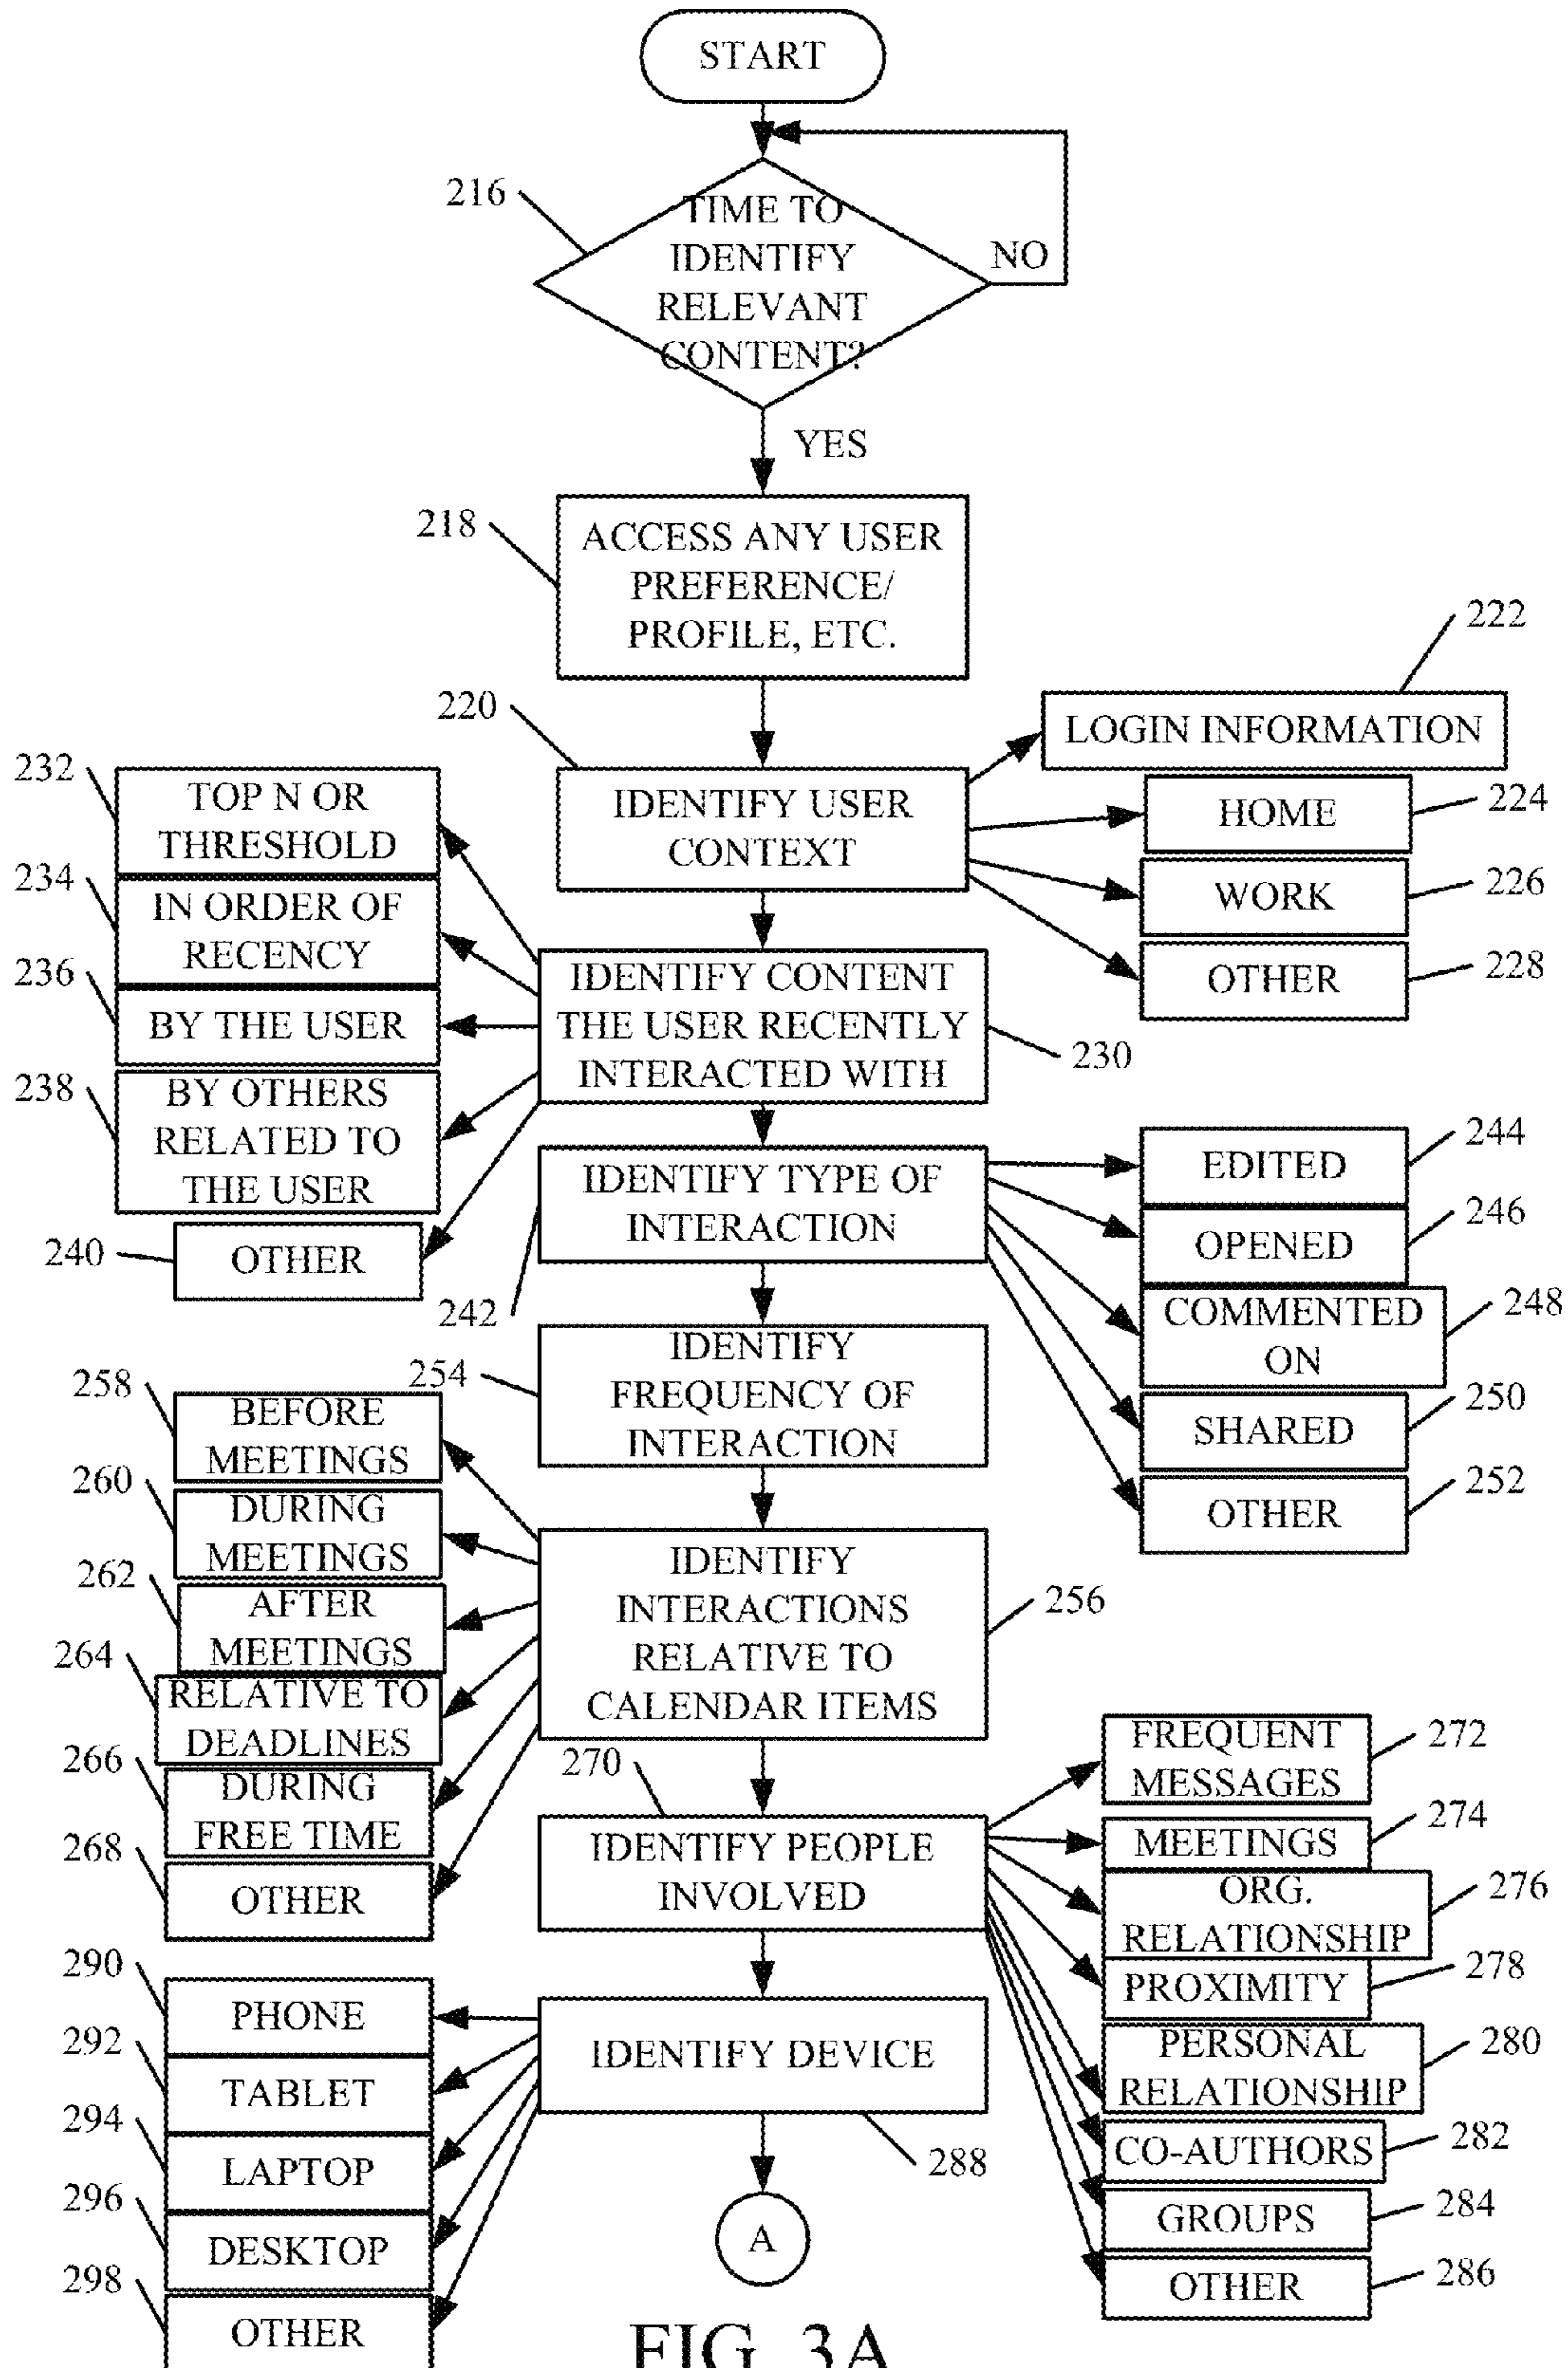 START
216
TIME TO
IDENTIFY
RELEVANT
CONTENT?
NO
YES
218
ACCESS ANY USER
PREFERENCE/
PROFILE, ETC.
220
IDENTIFY USER
CONTEXT
222
LOGIN INFORMATION
HOME
224
WORK
226
OTHER
228
232
TOP N OR
THRESHOLD
234
IN ORDER OF
RECENCY
236
BY THE USER
238
BY OTHERS
RELATED TO
THE USER
240
OTHER
IDENTIFY CONTENT
THE USER RECENTLY
INTERACTED WITH
230
IDENTIFY TYPE OF
INTERACTION
242
EDITED
244
OPENED
246
COMMENTED
ON
248
SHARED
250
OTHER
252
254
IDENTIFY
FREQUENCY OF
INTERACTION
258
BEFORE
MEETINGS
260
DURING
MEETINGS
262
AFTER
MEETINGS
264
RELATIVE TO
DEADLINES
266
DURING
FREE TIME
268
OTHER
IDENTIFY
INTERACTIONS
RELATIVE TO
CALENDAR ITEMS
256
270
IDENTIFY PEOPLE
INVOLVED
FREQUENT
MESSAGES
272
MEETINGS
274
ORG.
RELATIONSHIP
276
PROXIMITY
278
PERSONAL
RELATIONSHIP
280
CO-AUTHORS
282
GROUPS
284
OTHER
286
290
PHONE
292
TABLET
294
LAPTOP
296
DESKTOP
298
OTHER
IDENTIFY DEVICE
288
A
FIG. 3A